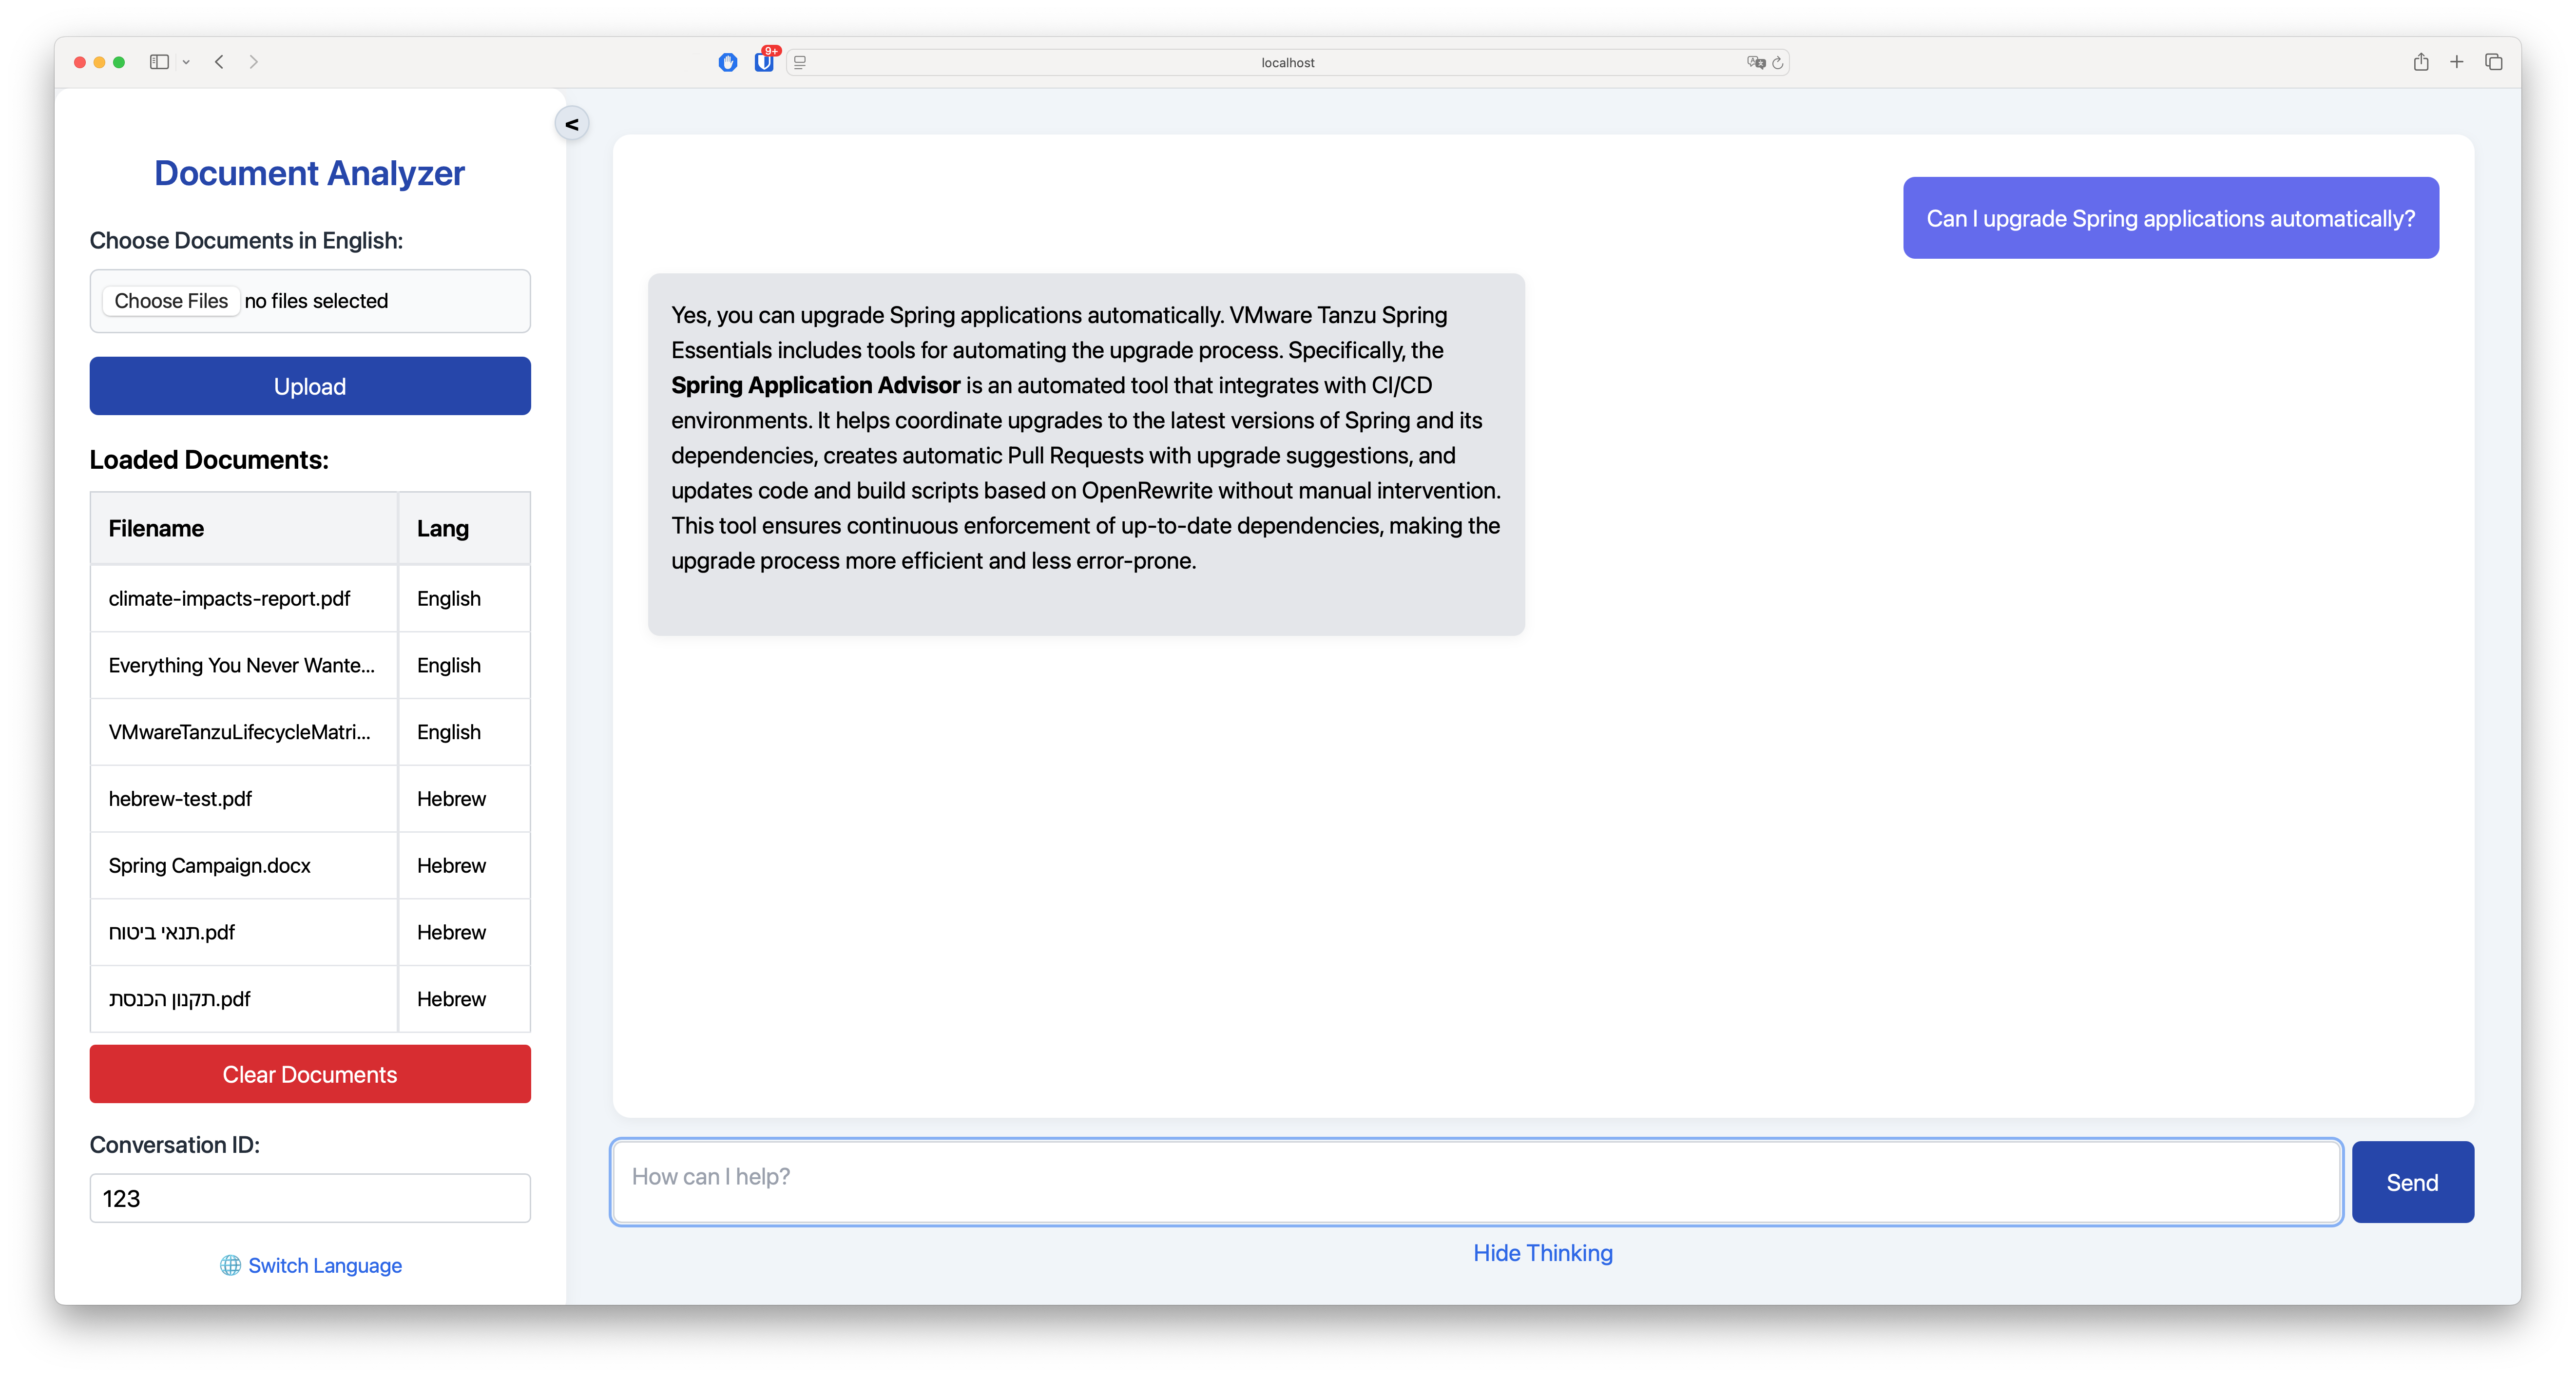 9+
localhost
<
Document Analyzer
Choose Documents in English:
Choose Files no files selected
Upload
Loaded Documents:
Filename Lang
climate-impacts-report.pdf English
Everything You Never Wante... English
VMwareTanzuLifecycleMatri... English
hebrew-test.pdf Hebrew
Spring Campaign.docx Hebrew
תנאי ביטוח.pdf Hebrew
תקנון הכנסת.pdf Hebrew
Clear Documents
Conversation ID:
123
Switch Language
Can I upgrade Spring applications automatically?
Yes, you can upgrade Spring applications automatically. VMware Tanzu Spring
Essentials includes tools for automating the upgrade process. Specifically, the
Spring Application Advisor is an automated tool that integrates with CI/CD
environments. It helps coordinate upgrades to the latest versions of Spring and its
dependencies, creates automatic Pull Requests with upgrade suggestions, and
updates code and build scripts based on OpenRewrite without manual intervention.
This tool ensures continuous enforcement of up-to-date dependencies, making the
upgrade process more efficient and less error-prone.
How can I help?
Send
Hide Thinking